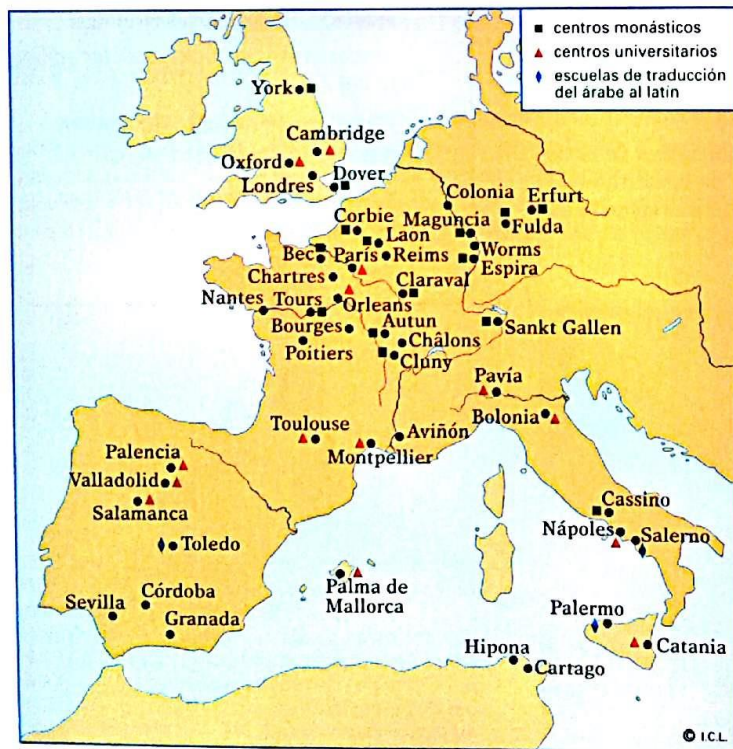 centros monásticos
centros universitarios
escuelas de traducción
del árabe al latín
York
Cambridge
Oxford
Dover
Londres
Colonia
Erfurt
Corbie
Maguncia
Fulda
Laon
Bec
París
Reims
Worms
Espira
Chartres
Claraval
Nantes
Tours
Orleans
Bourges
Autun
Sankt Gallen
Châlons
Poitiers
Cluny
Pavía
Toulouse
Aviñón
Bolonia
Montpellier
Palencia
Valladolid
Salamanca
Cassino
Nápoles
Salerno
Toledo
Palma de
Mallorca
Córdoba
Sevilla
Granada
Palermo
Catania
Hipona
Cartago
© I.C.L.